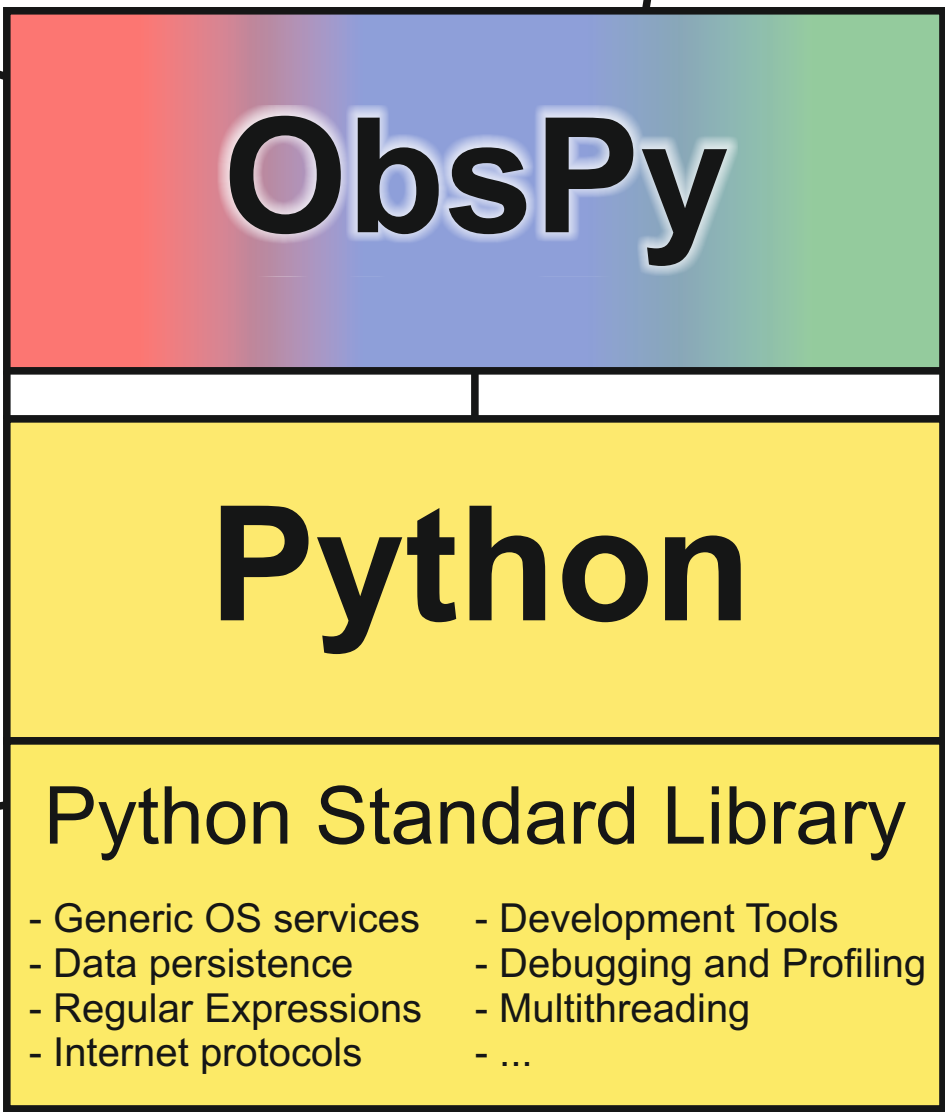 ObsPy
Python
Python Standard Library
- Generic OS services
- Data persistence
- Regular Expressions
- Internet protocols
- Development Tools
- Debugging and Profiling
- Multithreading
- ...